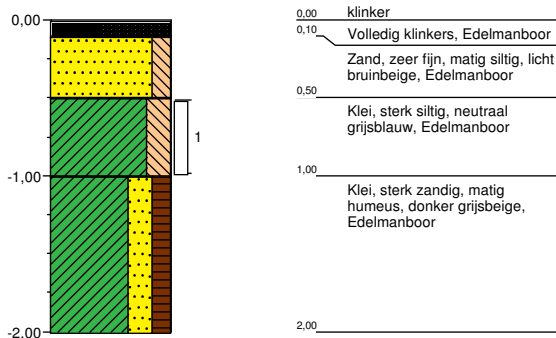 0,00
-1,00
-2,00
1
0,00 klinker
0,10 Volledig klinkers, Edelmanboor
Zand, zeer fijn, matig siltig, licht
bruinbeige, Edelmanboor
0,50
Klei, sterk siltig, neutraal
grijsblauw, Edelmanboor
1,00
Klei, sterk zandig, matig
humeus, donker grijsbeige,
Edelmanboor
2,00